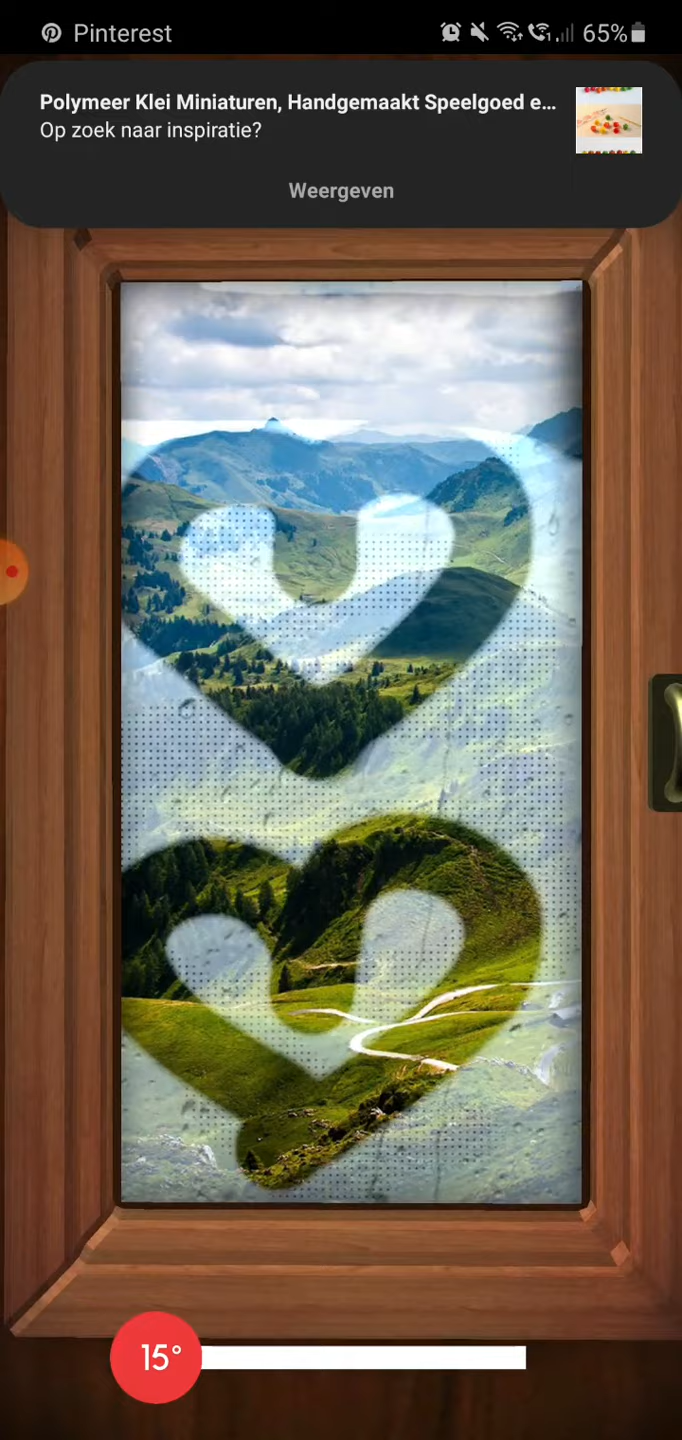 Pinterest
65%
Polymeer Klei Miniaturen, Handgemaakt Speelgoed e...
Op zoek naar inspiratie?
Weergeven
15°